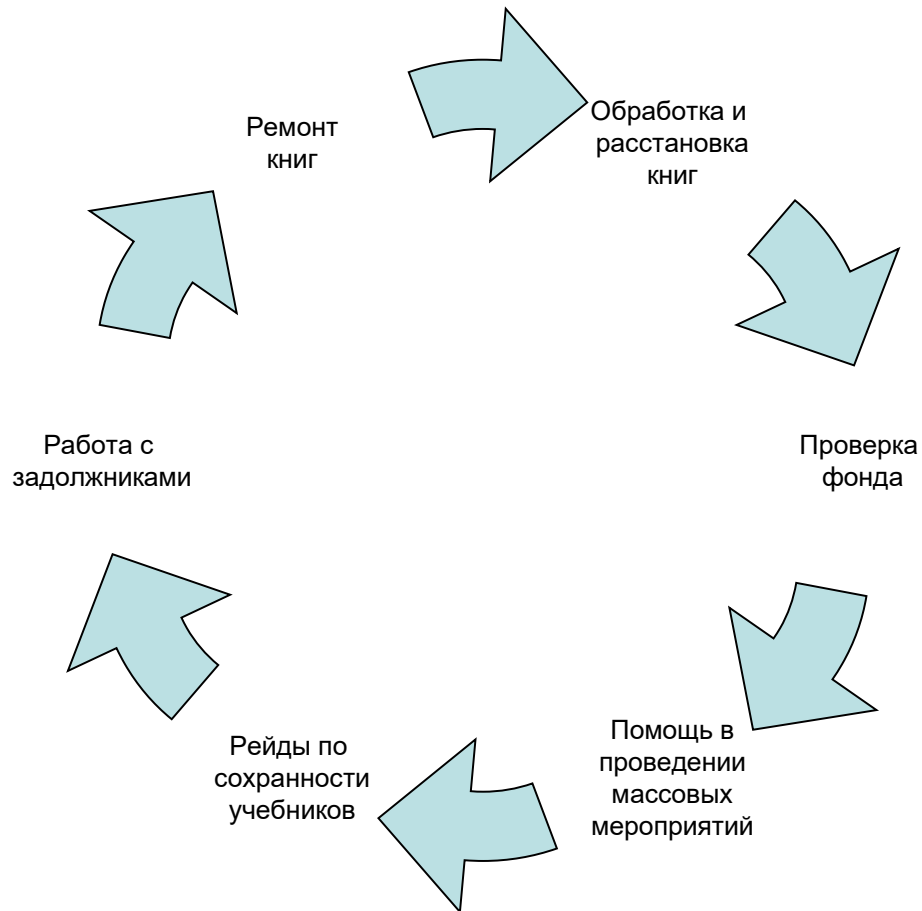 Ремонт
книг
Обработка и
расстановка
книг
Проверка
фонда
Помощь в
проведении
массовых
мероприятий
Рейды по
сохранности
учебников
Работа с
задолжниками